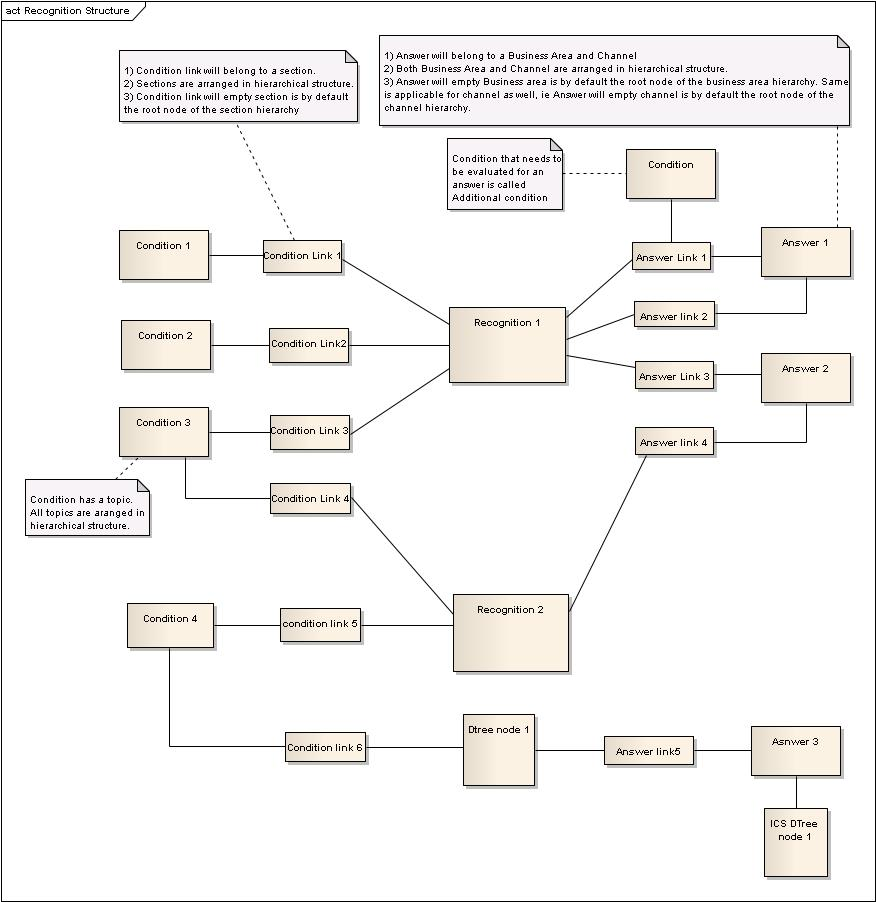 act Recognition Structure
1) Condition link will belong to a section.
2) Sections are arranged in hierarchical structure.
3) Condition link will empty section is by default
the root node of the section hierarchy
1) Answer will belong to a Business Area and Channel
2) Both Business Area and Channel are arranged in hierarchical structure.
3) Answer will empty Business area is by default the root node of the business area hierarchy. Same
is applicable for channel as well, ie Answer will empty channel is by default the root node of the
channel hierarchy.
Condition that needs to
be evaluated for an
answer is called
Additional condition
Condition
Condition 1
Condition Link 1
Answer Link 1
Answer 1
Condition 2
Condition Link2
Recognition 1
Answer link 2
Answer Link 3
Answer 2
Condition 3
Condition Link 3
Answer link 4
Condition has a topic.
All topics are aranged in
hierarchical structure.
Condition Link 4
Condition 4
condition link 5
Recognition 2
Condition link 6
Dtree node 1
Answer link5
Asnwer 3
ICS DTree
node 1